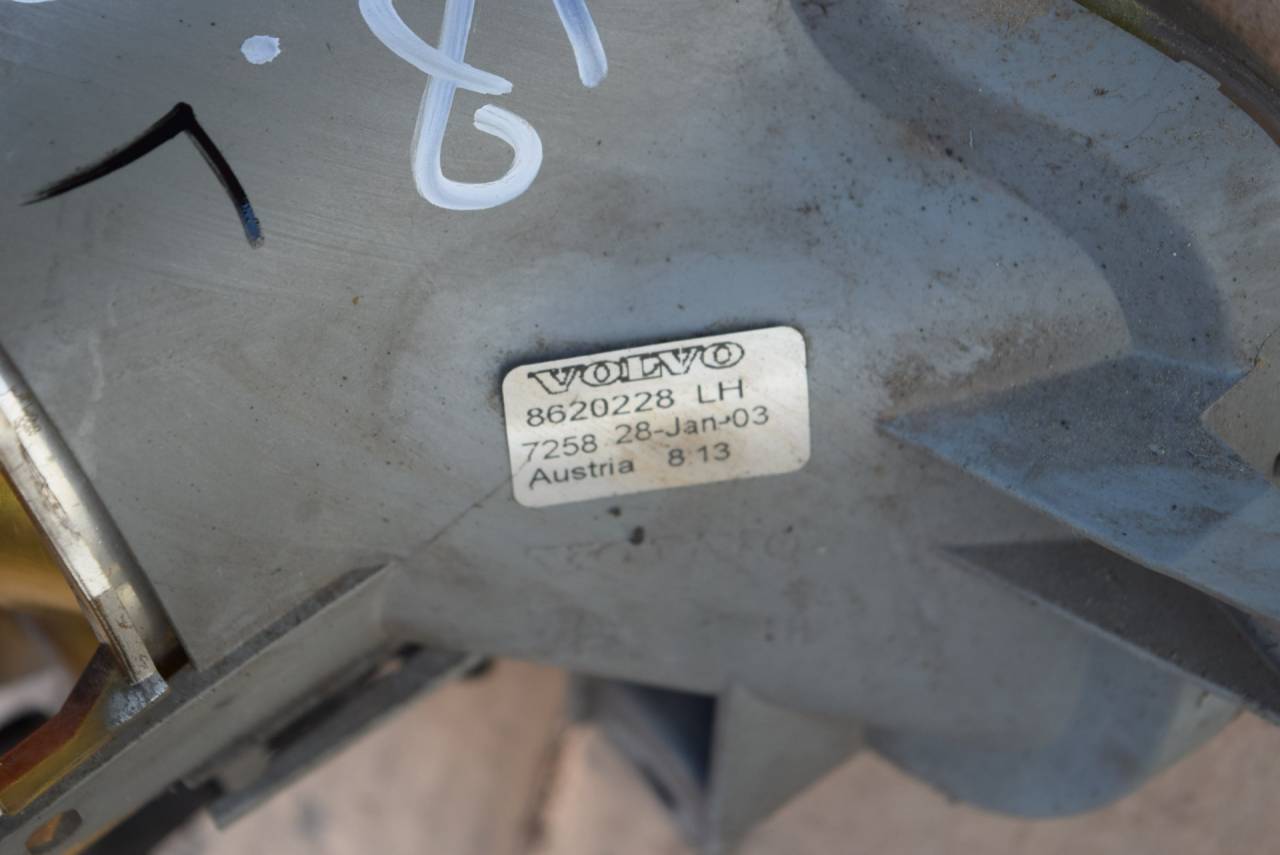 VOLVO
8620228 LH
7258 28-Jan-03
Austria 8:13